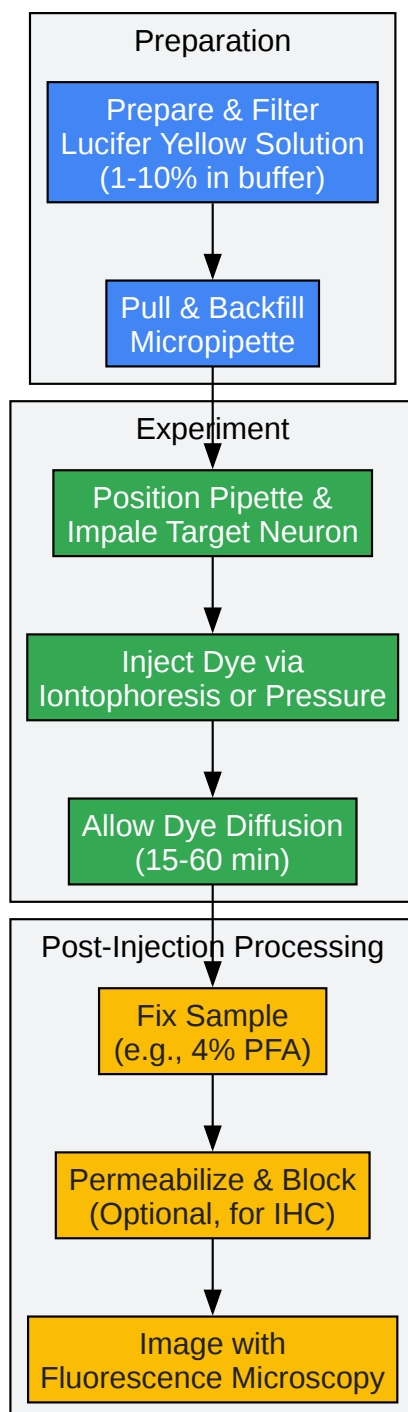 Preparation
Prepare & Filter
Lucifer Yellow Solution
(1-10% in buffer)
Pull & Backfill
Micropipette
Experiment
Position Pipette &
Impale Target Neuron
Inject Dye via
Iontophoresis or Pressure
Allow Dye Diffusion
(15-60 min)
Post-Injection Processing
Fix Sample
(e.g., 4% PFA)
Permeabilize & Block
(Optional, for IHC)
Image with
Fluorescence Microscopy